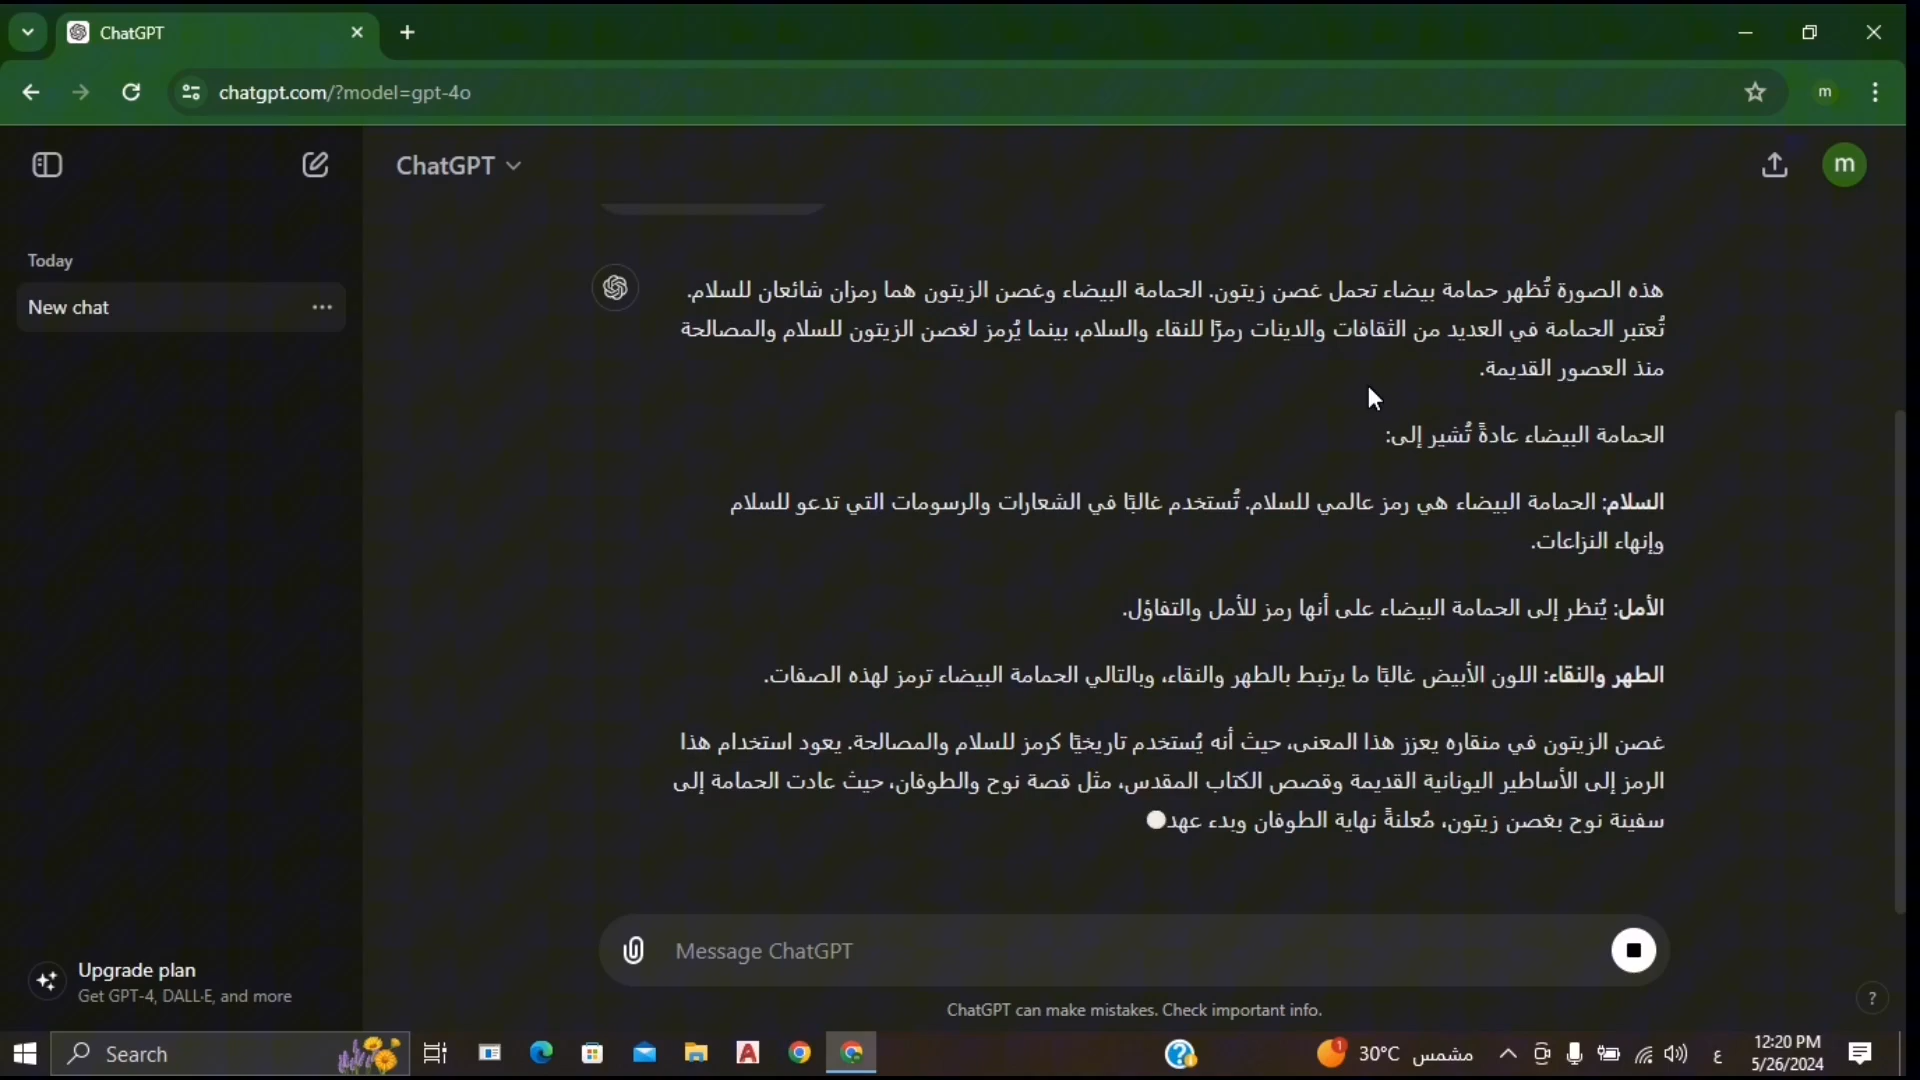 ChatGPT
chatgpt.com/?model=gpt-4o
m
ChatGPT
m
Today
New chat
هذه الصورة تُظهر حمامة بيضاء تحمل غصن زيتون. الحمامة البيضاء وغصن الزيتون هما رمزان شائعان للسلام.
تُعتبر الحمامة في العديد من الثقافات والدينات رمزًا للنقاء والسلام، بينما يُرمز لغصن الزيتون للسلام والمصالحة
منذ العصور القديمة.
الحمامة البيضاء عادةً تُشير إلى:
السلام: الحمامة البيضاء هي رمز عالمي للسلام. تُستخدم غالبًا في الشعارات والرسومات التي تدعو للسلام
وإنهاء النزاعات.
الأمل: يُنظر إلى الحمامة البيضاء على أنها رمز للأمل والتفاؤل.
الطهر والنقاء: اللون الأبيض غالبًا ما يرتبط بالطهر والنقاء، وبالتالي الحمامة البيضاء ترمز لهذه الصفات.
غصن الزيتون في منقاره يعزز هذا المعنى، حيث أنه يُستخدم تاريخيًا كرمز للسلام والمصالحة. يعود استخدام هذا
الرمز إلى الأساطير اليونانية القديمة وقصص الكتاب المقدس، مثل قصة نوح والطوفان، حيث عادت الحمامة إلى
سفينة نوح بغصن زيتون، مُعلنةً نهاية الطوفان وبدء عهد
Message ChatGPT
Upgrade plan
Get GPT-4, DALL·E, and more
ChatGPT can make mistakes. Check important info.
?
Search
1
30°C مشمس
ع
12:20 PM
5/26/2024